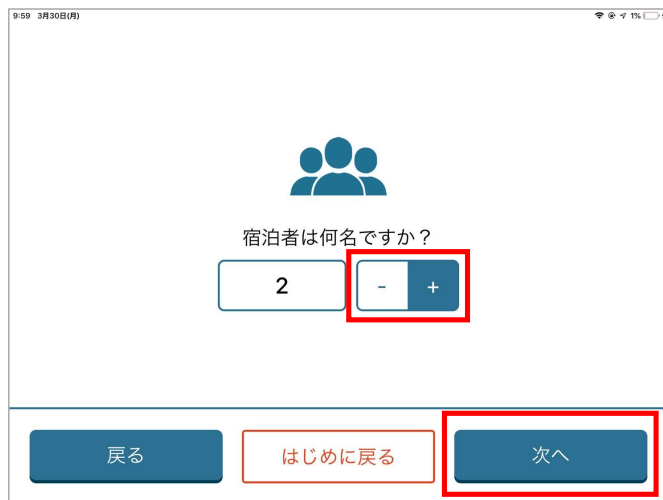 9:59 3月30日(月) 1%
宿泊者は何名ですか？
2 - +
戻る はじめに戻る 次へ